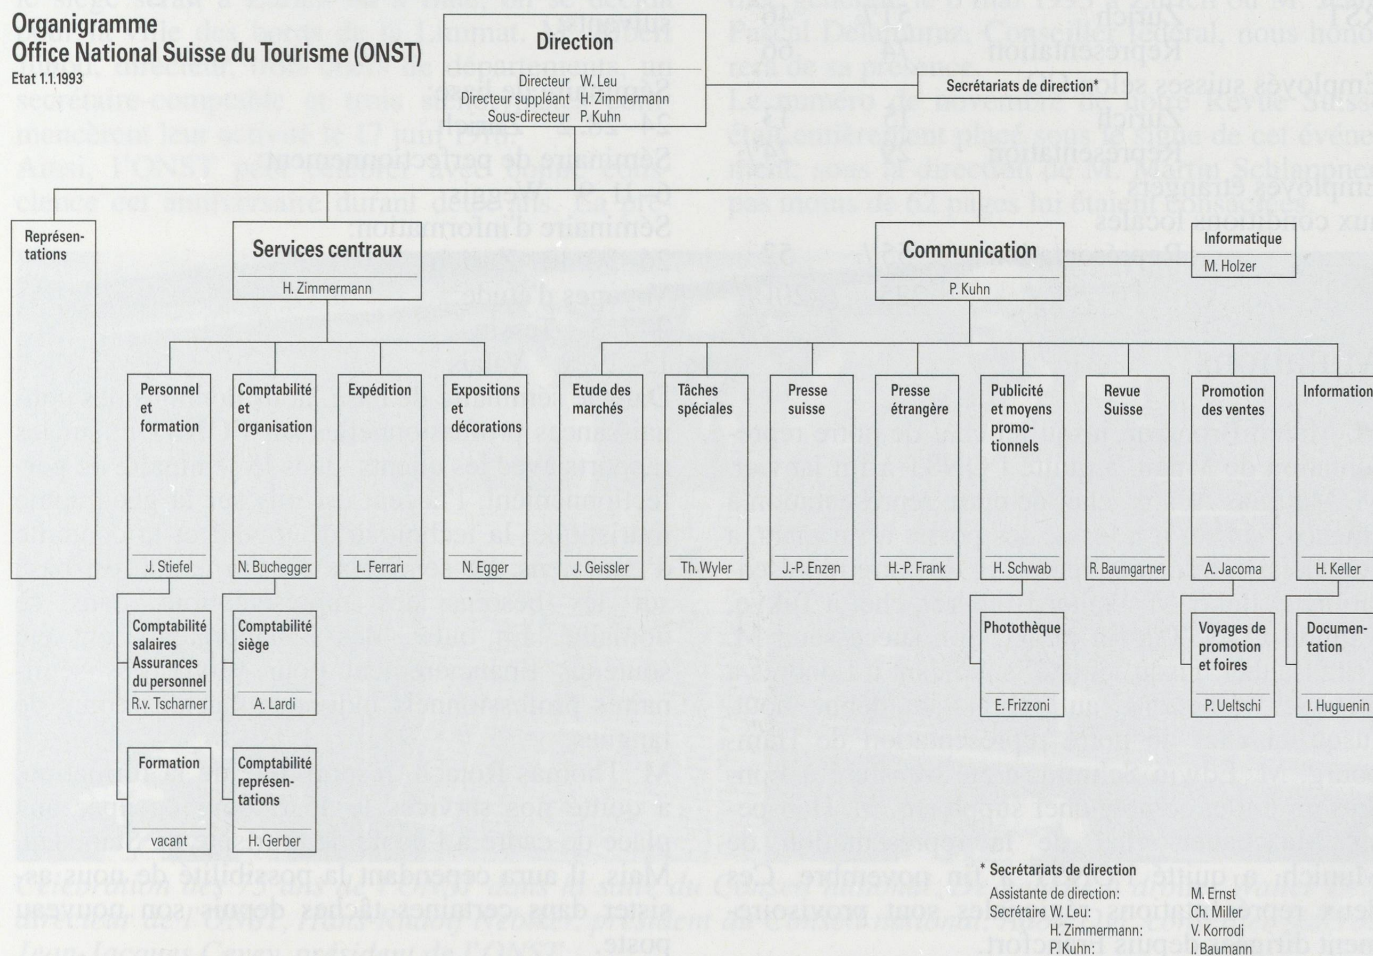 Organigramme
Office National Suisse du Tourisme (ONST)
Etat 1.1.1993
Direction
Directeur W. Leu
Directeur suppléant H. Zimmermann
Sous-directeur P. Kuhn
Secrétariats de direction*
Représen-
tations
Services centraux
H. Zimmermann
Communication
P. Kuhn
Informatique
M. Holzer
Personnel
et
formation
J. Stiefel
Comptabilité
et
organisation
N. Buchegger
Expédition
L. Ferrari
Expositions
et
décorations
N. Egger
Etude des
marchés
J. Geissler
Tâches
spéciales
Th. Wyler
Presse
suisse
J.-P. Enzen
Presse
étrangère
H.-P. Frank
Publicité
et moyens
promo-
tionnels
H. Schwab
Revue
Suisse
R. Baumgartner
Promotion
des ventes
A. Jacoma
Information
H. Keller
Comptabilité
salaires
Assurances
du personnel
R.v. Tscharner
Comptabilité
siège
A. Lardi
Photothèque
E. Frizzoni
Voyages de
promotion
et foires
P. Ueltschi
Documen-
tation
I. Huguenin
Formation
vacant
Comptabilité
représen-
tations
H. Gerber
* Secrétariats de direction
Assistante de direction: M. Ernst
Secrétaire W. Leu: Ch. Miller
H. Zimmermann: V. Korrodi
P. Kuhn: I. Baumann